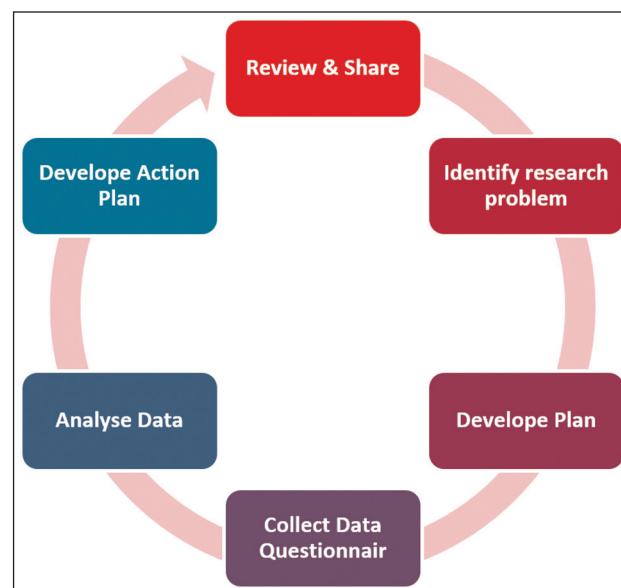 Review & Share
Identify research
problem
Develope Plan
Collect Data
Questionnair
Analyse Data
Develope Action
Plan